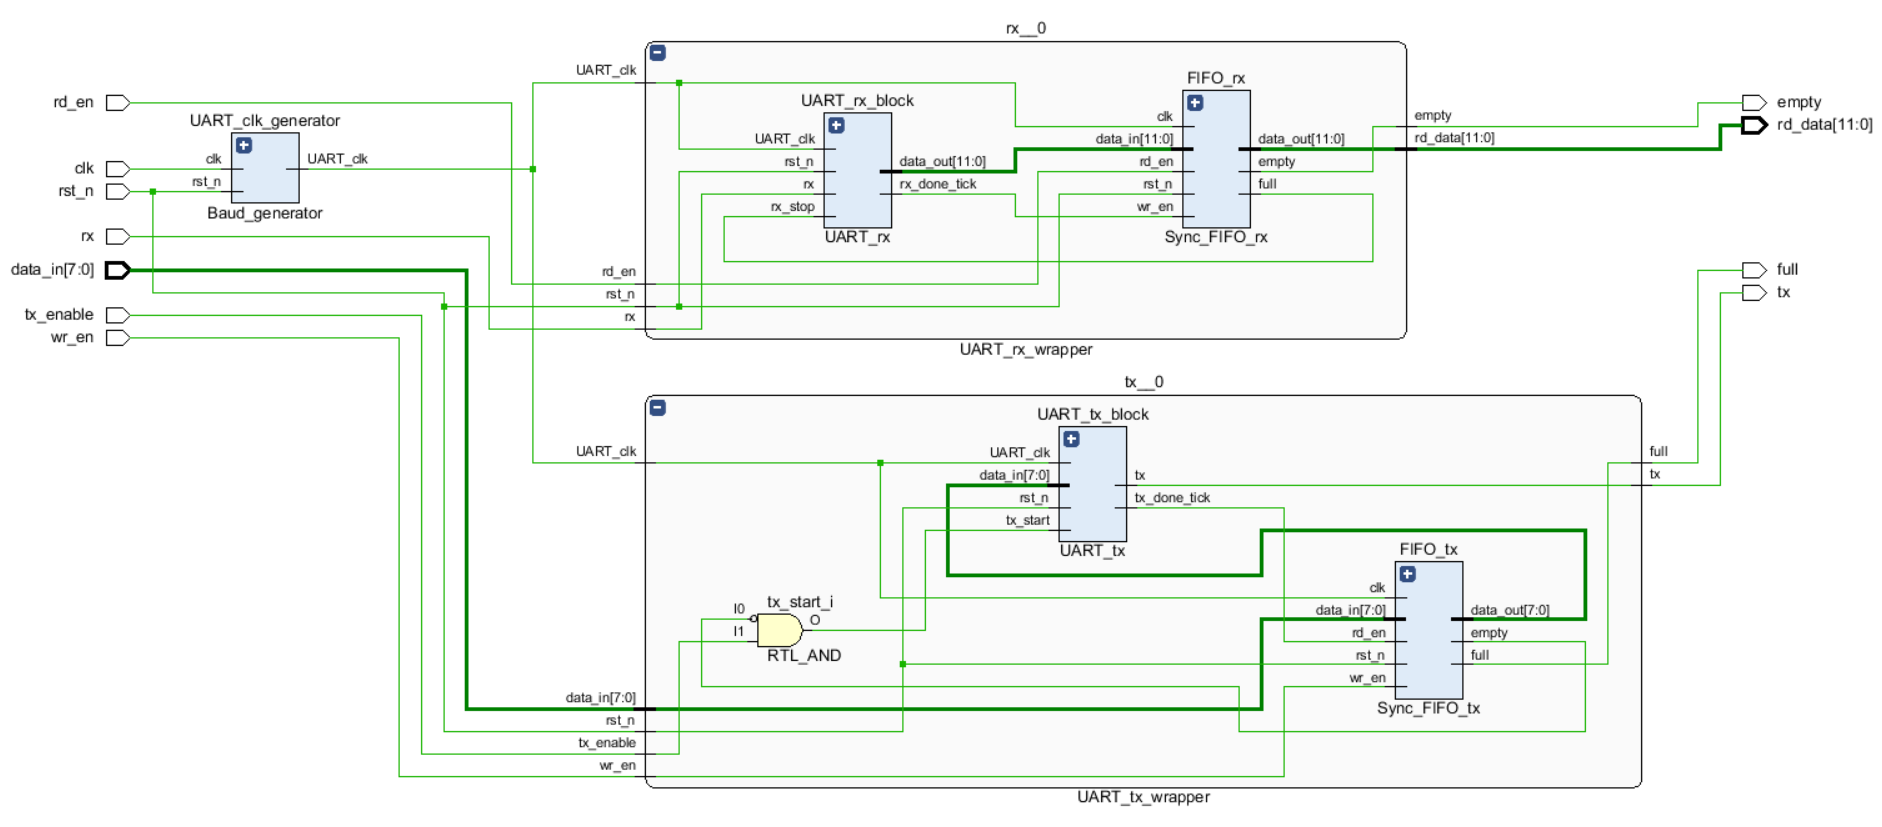 rx__0
UART_clk
FIFO_rx
rd_en
UART_clk_generator
UART_rx_block
clk
empty
empty
rd_data[11:0]
clk
clk
UART_clk
UART_clk
data_in[11:0]
data_out[11:0]
rd_data[11:0]
rst_n
rst_n
rst_n
data_out[11:0]
rd_en
empty
rx
rx_done_tick
rst_n
full
Baud_generator
rx_stop
wr_en
rx
UART_rx
Sync_FIFO_rx
data_in[7:0]
rd_en
full
rst_n
tx
tx_enable
rx
wr_en
UART_rx_wrapper
tx__0
UART_tx_block
UART_clk
UART_clk
full
data_in[7:0]
tx
tx
rst_n
tx_done_tick
tx_start
UART_tx
FIFO_tx
clk
I0
tx_start_i
data_in[7:0]
data_out[7:0]
I1
O
rd_en
empty
RTL_AND
rst_n
full
wr_en
data_in[7:0]
Sync_FIFO_tx
rst_n
tx_enable
wr_en
UART_tx_wrapper